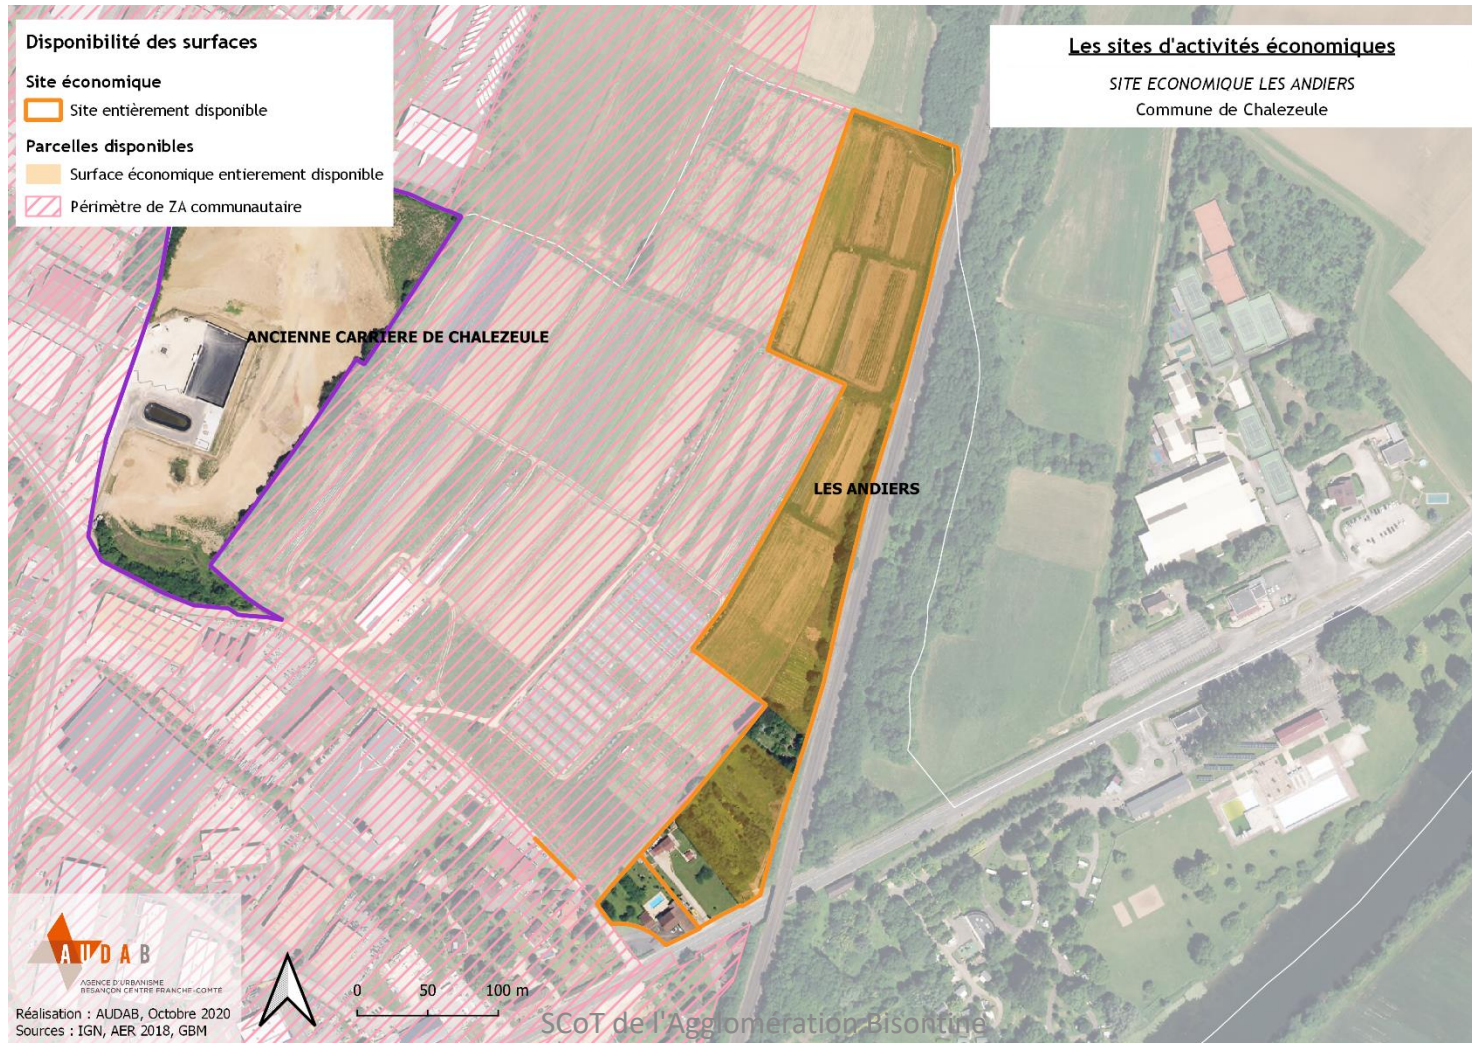 Disponibilité des surfaces
Site économique
Site entièrement disponible
Parcelles disponibles
Surface économique entierement disponible
Périmètre de ZA communautaire
Les sites d'activités économiques
SITE ECONOMIQUE LES ANDIERS
Commune de Chalezeule
ANCIENNE CARRIERE DE CHALEZEULE
LES ANDIERS
AUDAB
AGENCE D'URBANISME
BESANÇON CENTRE FRANCHE-COMTÉ
Réalisation : AUDAB, Octobre 2020
Sources : IGN, AER 2018, GBM
0 50 100 m
SCoT de l'Agglomération Bisontine